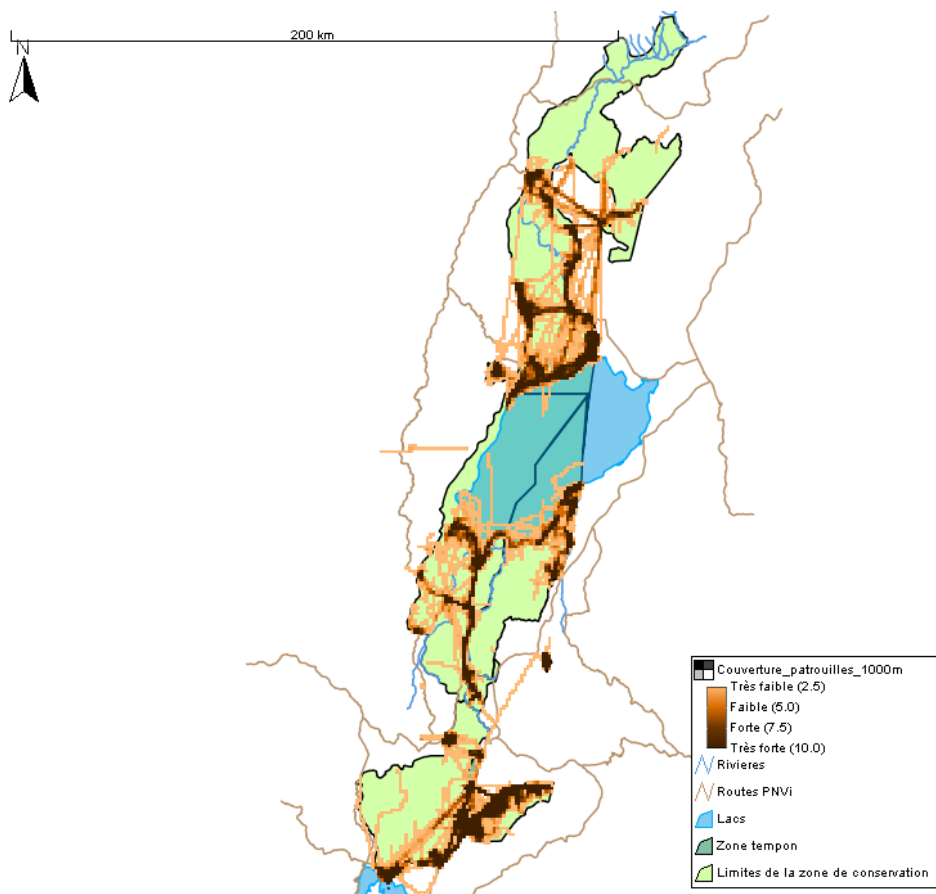 200 km
N
Couverture_patrouilles_1000m
Très faible (2.5)
Faible (5.0)
Forte (7.5)
Très forte (10.0)
Rivieres
Routes PNVi
Lacs
Zone tempon
Limites de la zone de conservation